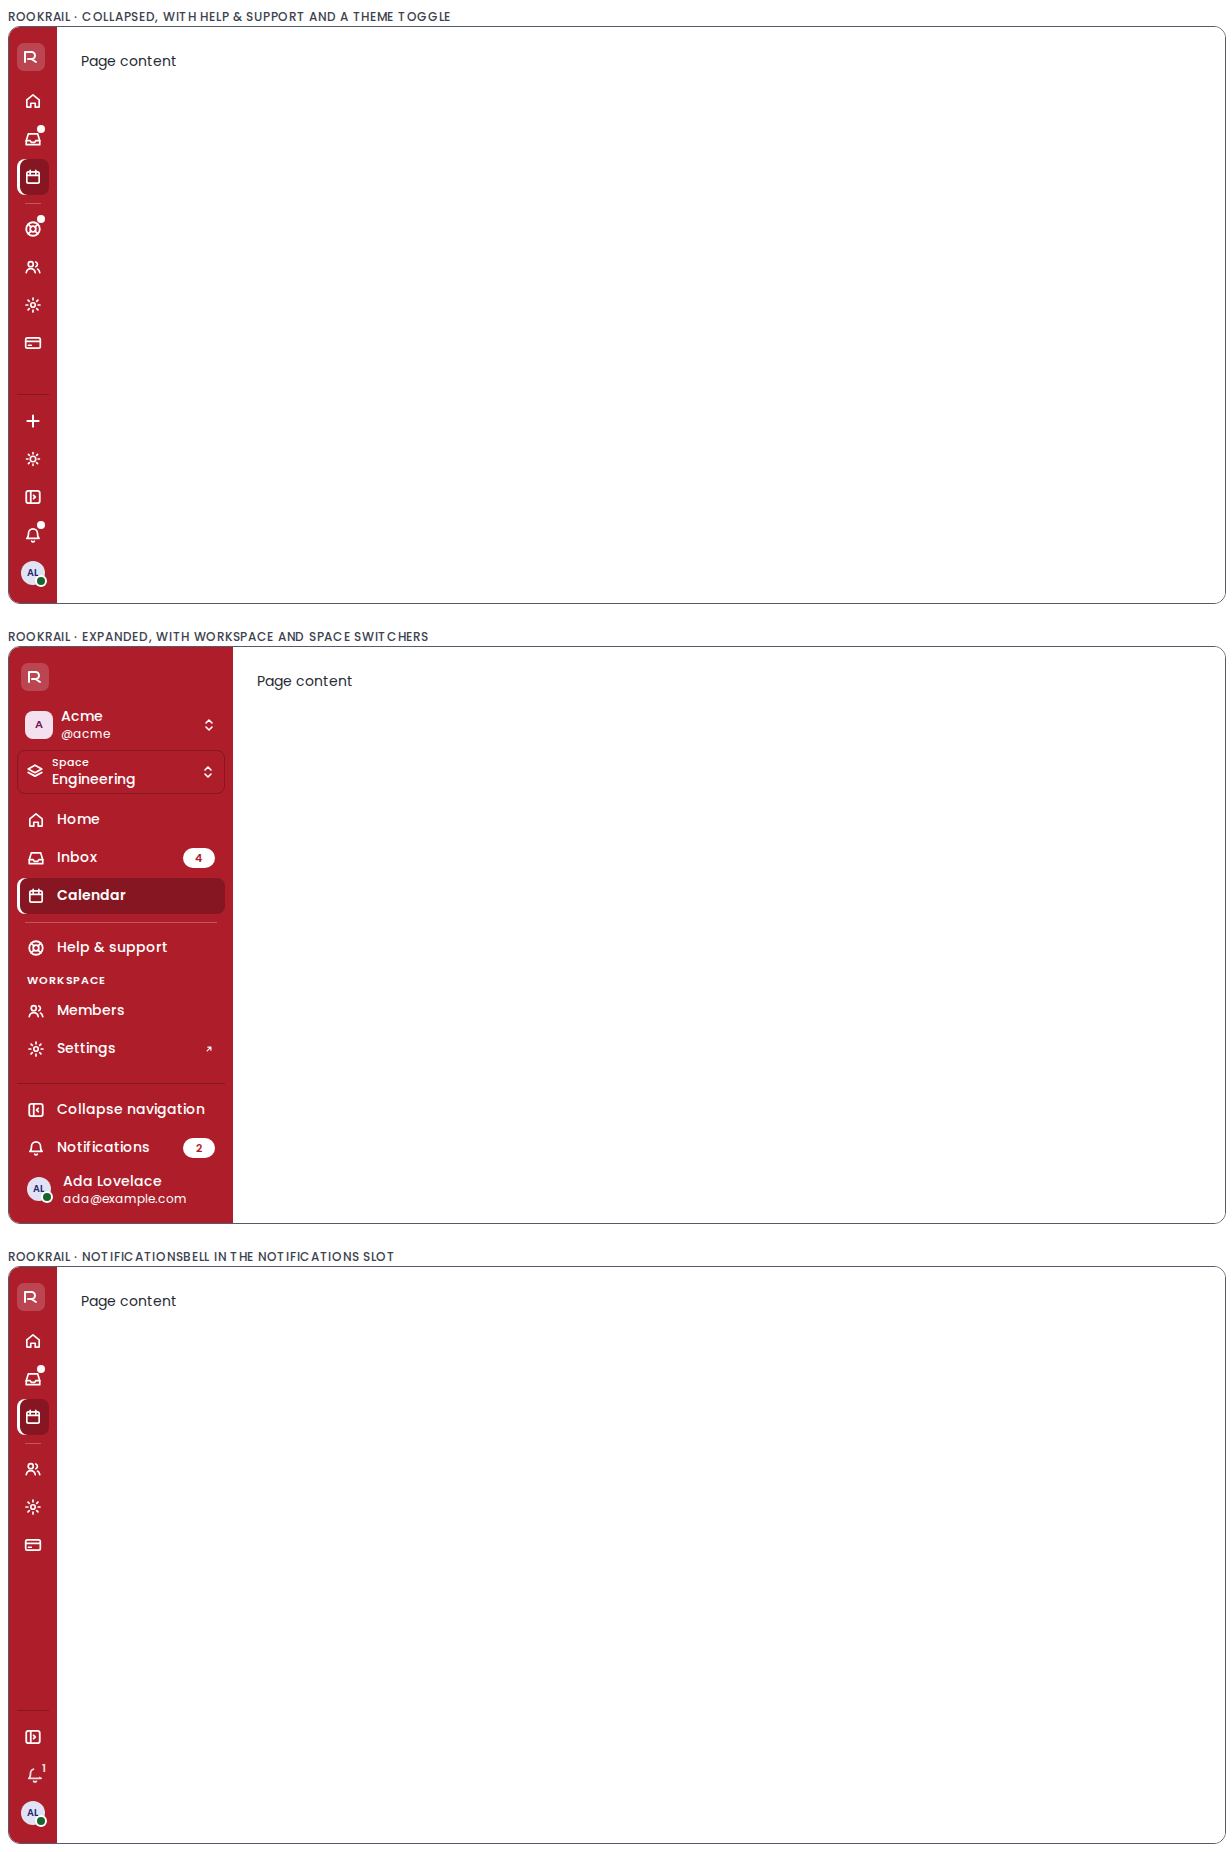 ROOKRAIL · COLLAPSED, WITH HELP & SUPPORT AND A THEME TOGGLE
R
Page content
AL
ROOKRAIL · EXPANDED, WITH WORKSPACE AND SPACE SWITCHERS
R
Page content
A
Acme
@acme
Space
Engineering
Home
Inbox
4
Calendar
Help & support
WORKSPACE
Members
Settings
Collapse navigation
Notifications
2
AL
Ada Lovelace
ada@example.com
ROOKRAIL · NOTIFICATIONSBELL IN THE NOTIFICATIONS SLOT
R
Page content
1
AL